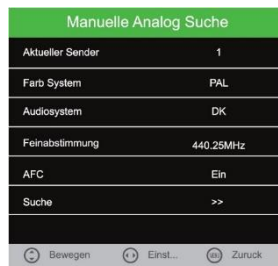 Manuelle Analog Suche
Aktueller Sender 1
Farb System PAL
Audiosystem DK
Feinabstimmung 440.25MHz
AFC Ein
Suche >>
Bewegen Einst... Zuruck